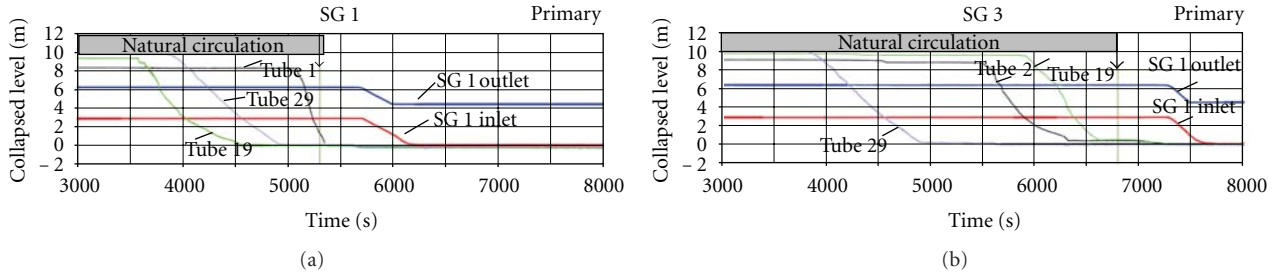 SG 1
Primary
Collapsed level (m)
12
10
8
6
4
2
0
−2
Natural circulation
Tube 1
SG 1 outlet
Tube 29
SG 1 inlet
Tube 19
3000 4000 5000 6000 7000 8000
Time (s)
(a)
SG 3
Primary
Collapsed level (m)
12
10
8
6
4
2
0
−2
Natural circulation
Tube 2
Tube 19
SG 1 outlet
SG 1 inlet
Tube 29
3000 4000 5000 6000 7000 8000
Time (s)
(b)